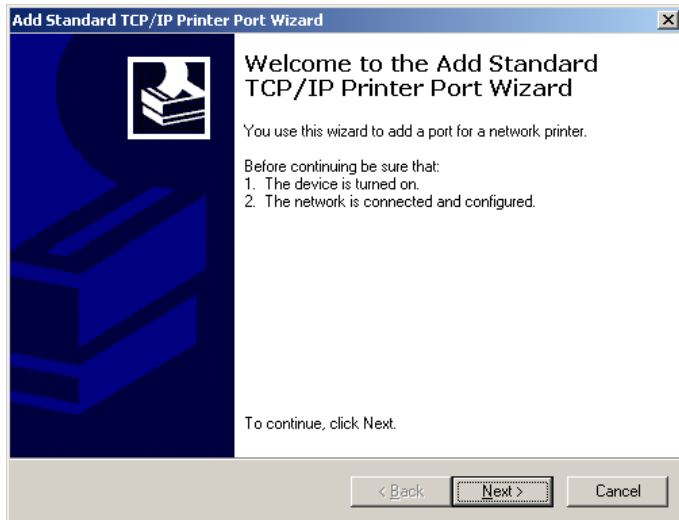 Add Standard TCP/IP Printer Port Wizard
Welcome to the Add Standard
TCP/IP Printer Port Wizard
You use this wizard to add a port for a network printer.
Before continuing be sure that:
1. The device is turned on.
2. The network is connected and configured.
To continue, click Next.
< Back
Next >
Cancel